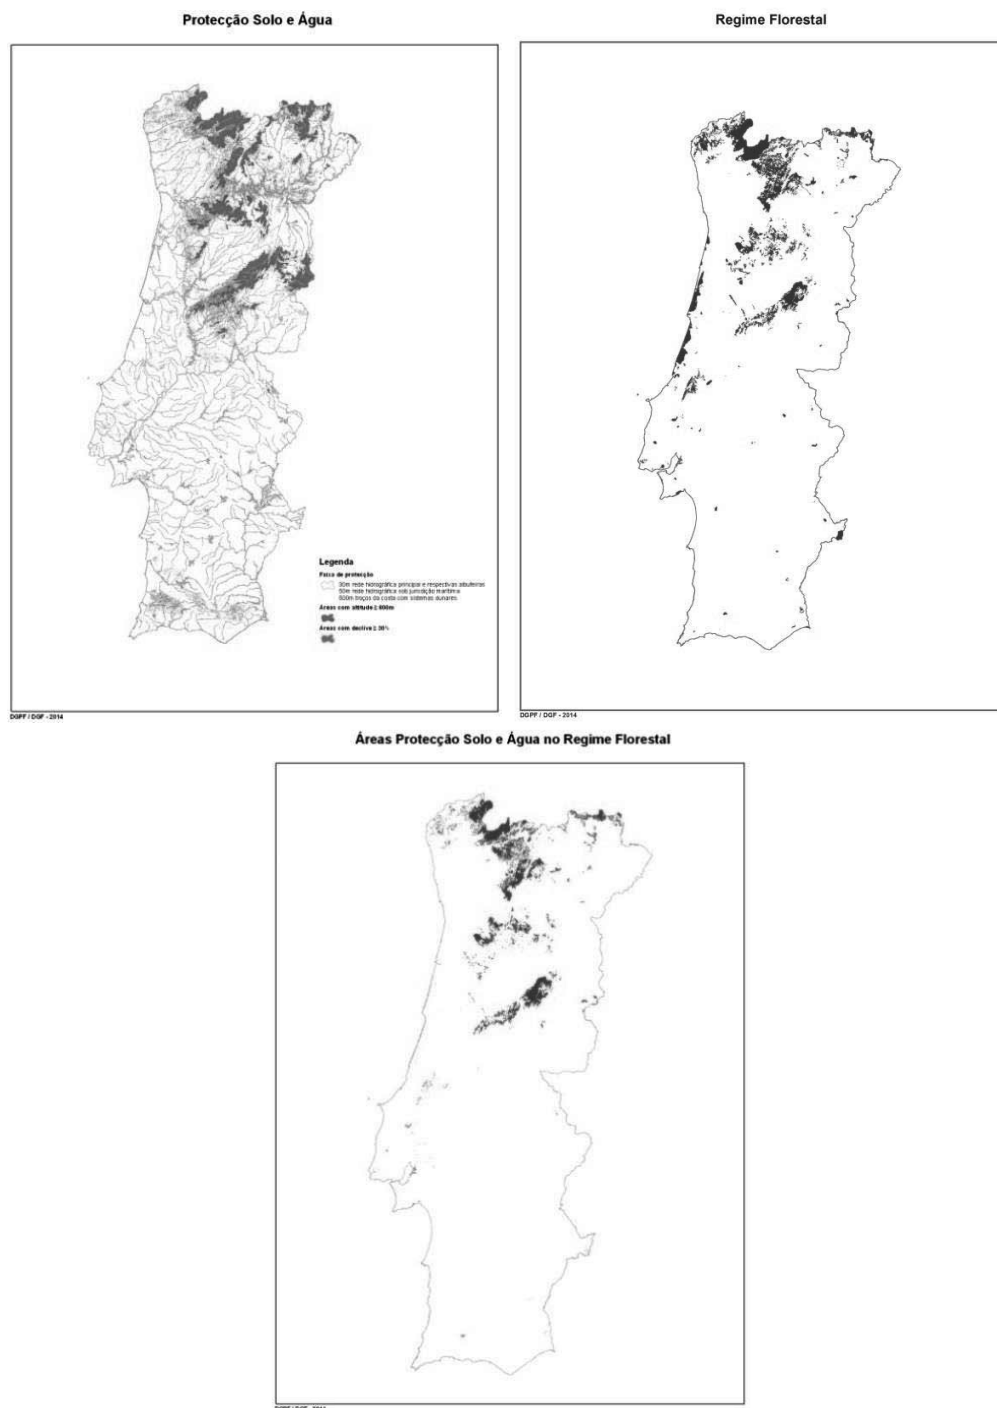 Protecção Solo e Água
Regime Florestal
Legenda
Faixa de protecção
30m rede hidrográfica principal e respectivas albufeiras
50m rede hidrográfica sob jurisdição marítima
500m troços da costa com sistemas dunares
Áreas com altitude ≥
Áreas com declive ≥
DGPF / DGF - 2014
DGPF / DGF - 2014
Áreas Protecção Solo e Água no Regime Florestal